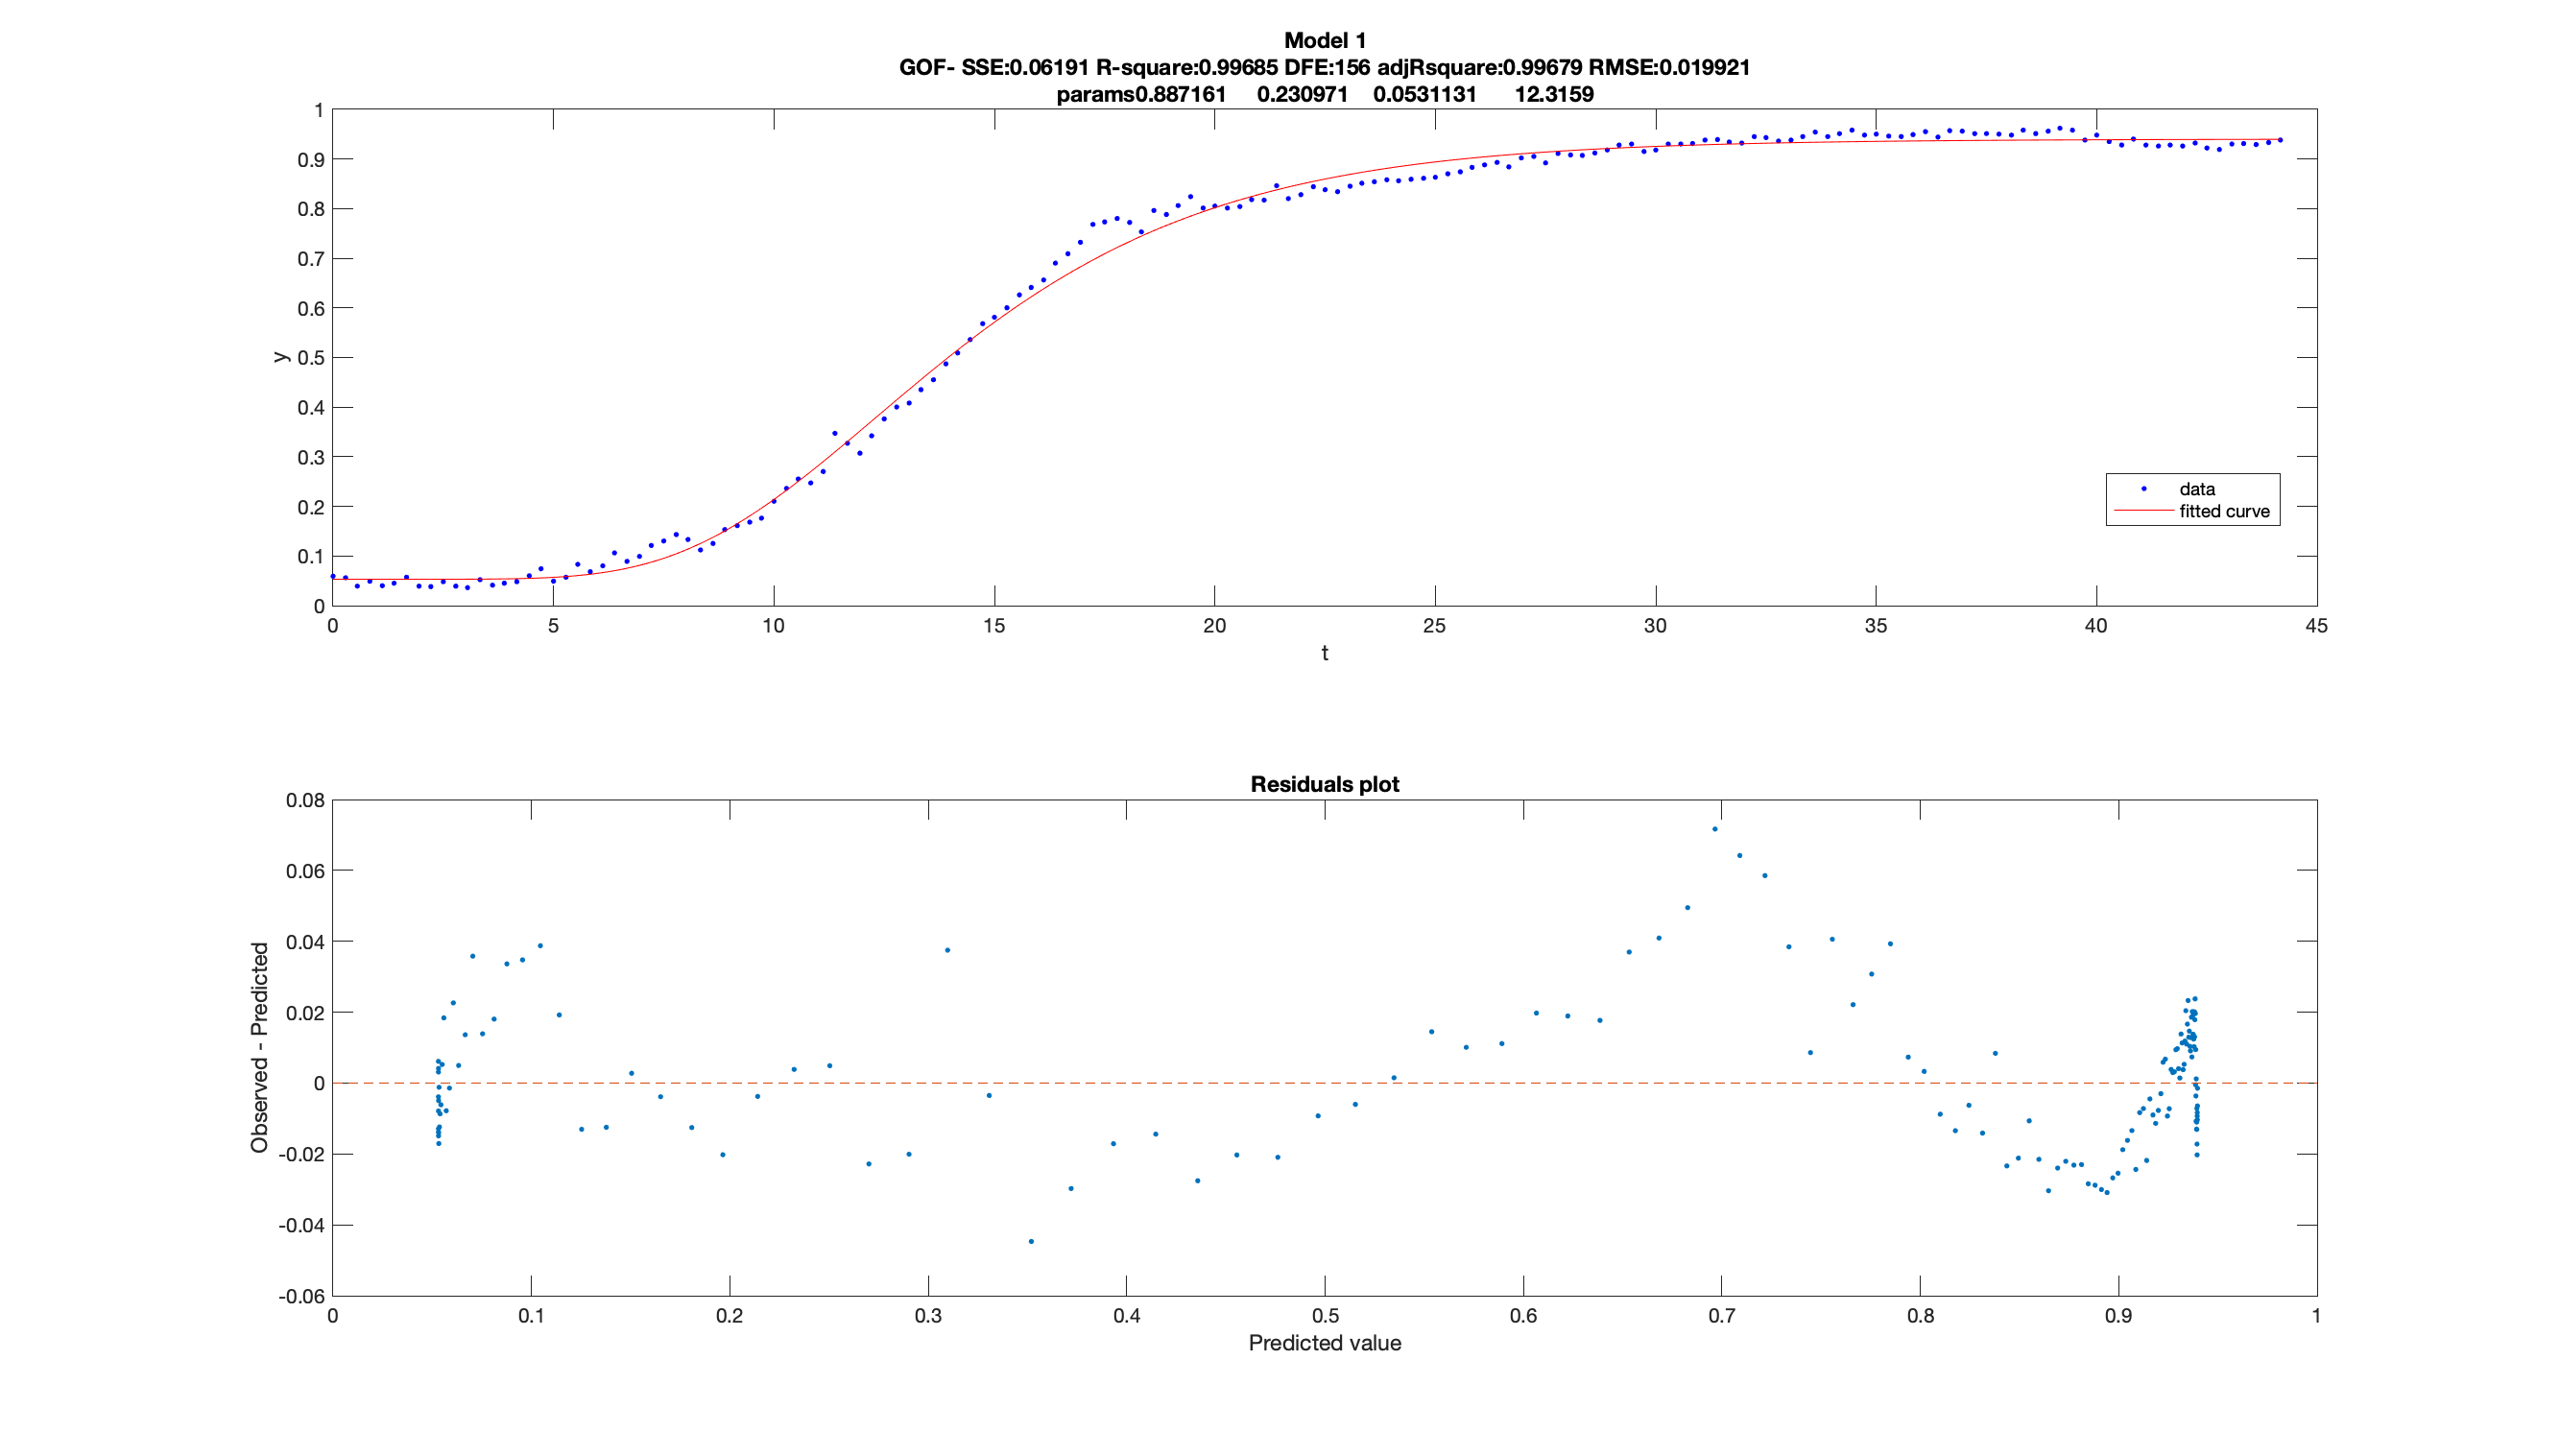 Model 1
GOF- SSE:0.06191 R-square:0.99685 DFE:156 adjRsquare:0.99679 RMSE:0.019921
params0.887161 0.230971 0.0531131 12.3159
1
0.9
0.8
0.7
0.6
0.5
0.4
0.3
0.2
0.1
0
y
data
fitted curve
0 5 10 15 20 25 30 35 40 45
t
Residuals plot
0.08
0.06
0.04
0.02
0
-0.02
-0.04
-0.06
Observed - Predicted
0 0.1 0.2 0.3 0.4 0.5 0.6 0.7 0.8 0.9 1
Predicted value